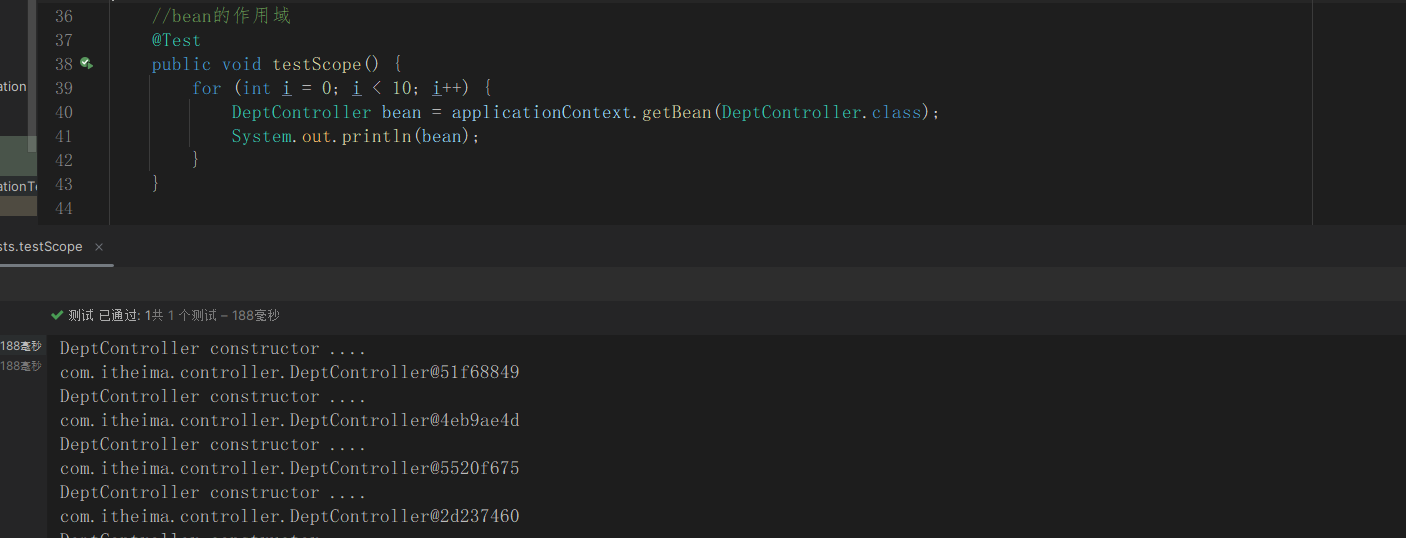 36 //bean的作用域
37 @Test
38 public void testScope() {
39 for (int i = 0; i < 10; i++) {
ation
40 DeptController bean = applicationContext.getBean(DeptController.class);
41 System.out.println(bean);
42 }
ationTe
43 }
44
sts.testScope ×
测试 已通过: 1共 1 个测试 – 188毫秒
188毫秒 DeptController constructor ....
188毫秒 com.itheima.controller.DeptController@51f68849
DeptController constructor ....
com.itheima.controller.DeptController@4eb9ae4d
DeptController constructor ....
com.itheima.controller.DeptController@5520f675
DeptController constructor ....
com.itheima.controller.DeptController@2d237460